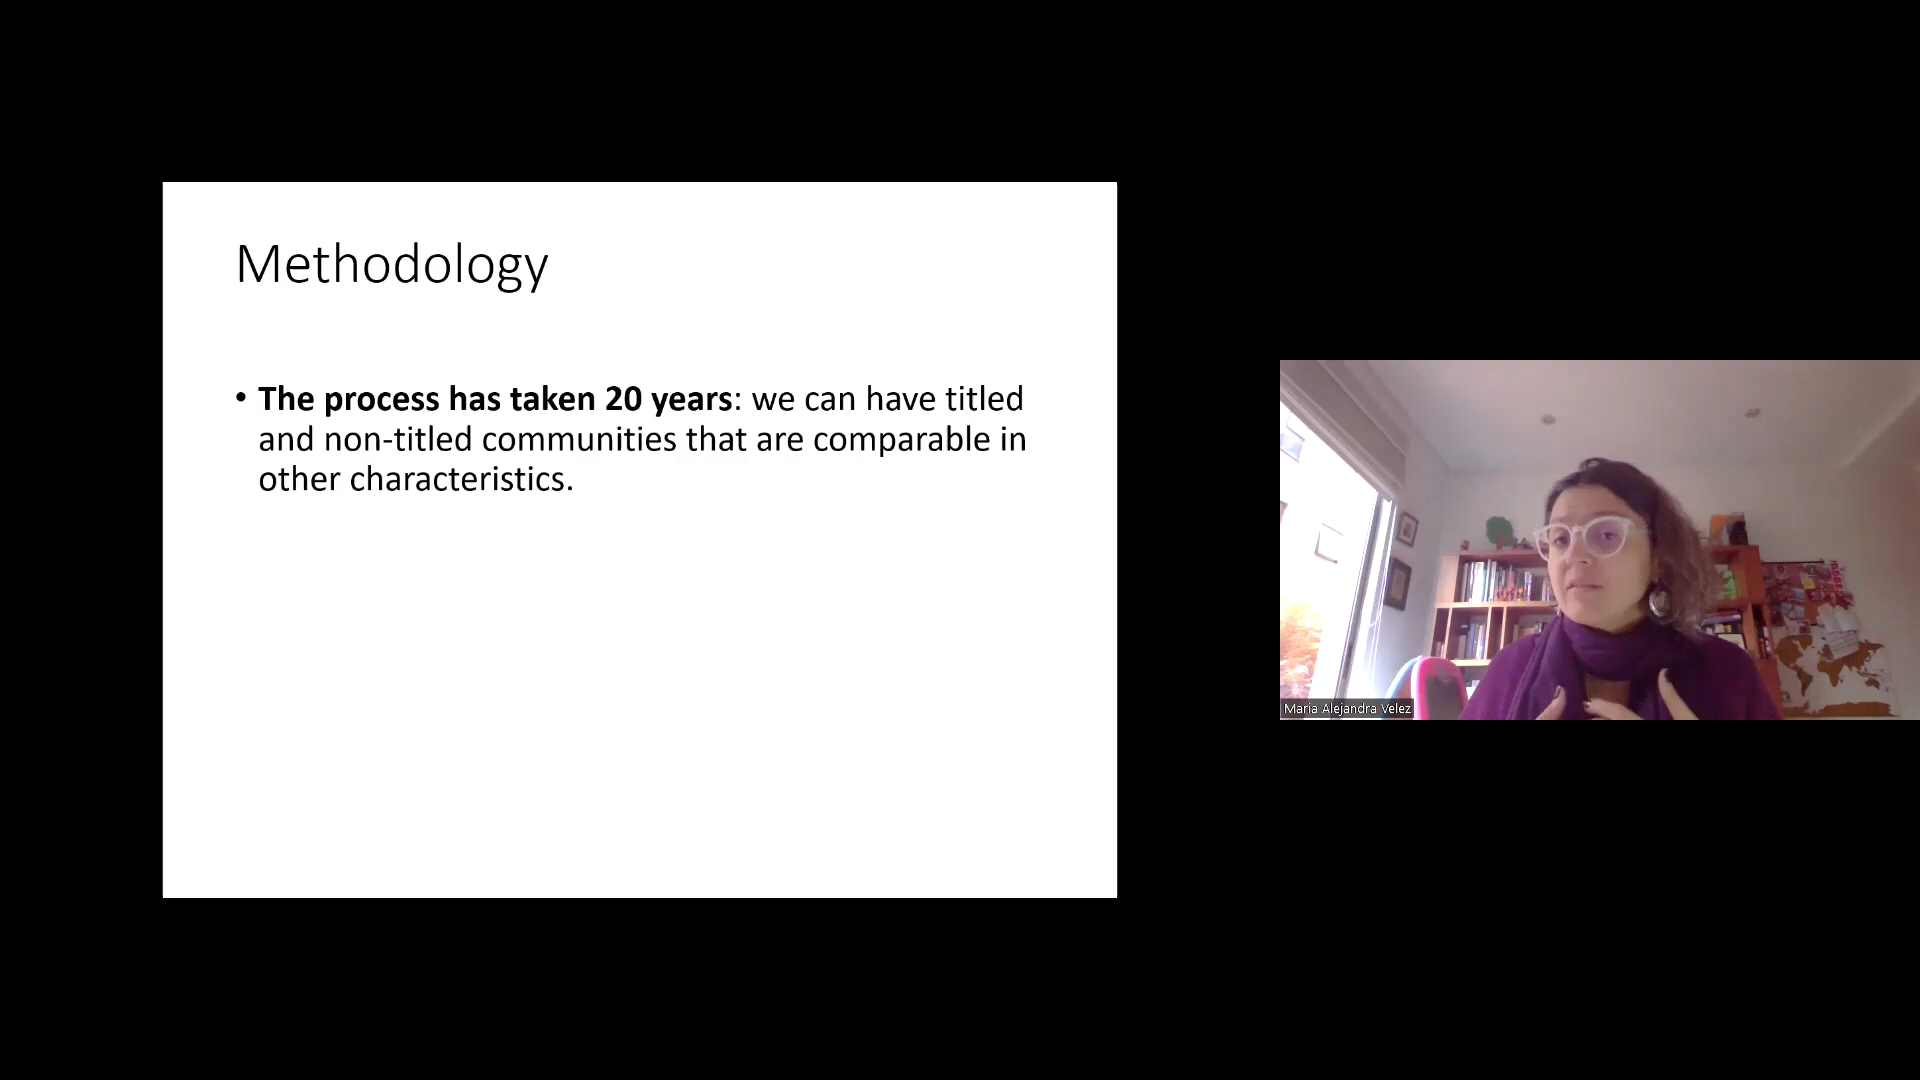 Methodology
• The process has taken 20 years: we can have titled
and non-titled communities that are comparable in
other characteristics.
Maria Alejandra Velez